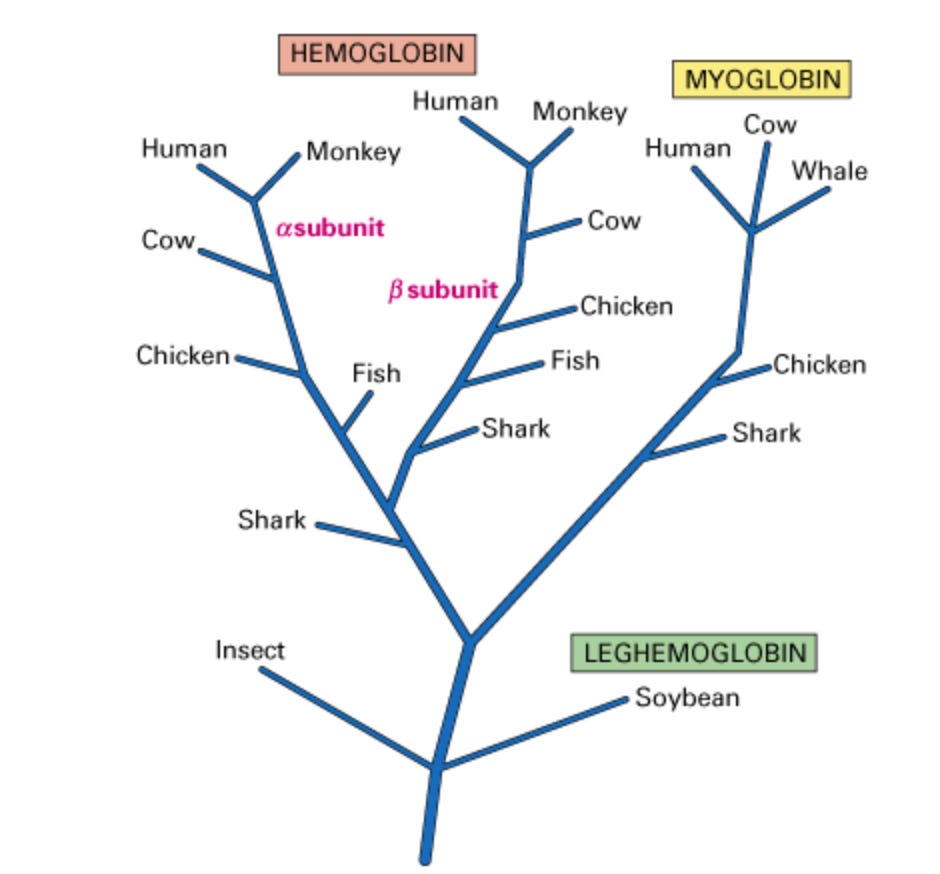 HEMOGLOBIN
MYOGLOBIN
Human
Monkey
Cow
Human
Monkey
Human
Whale
αsubunit
Cow
Cow
β subunit
Chicken
Chicken
Fish
Fish
Chicken
Shark
Shark
Shark
Insect
LEGHEMOGLOBIN
Soybean